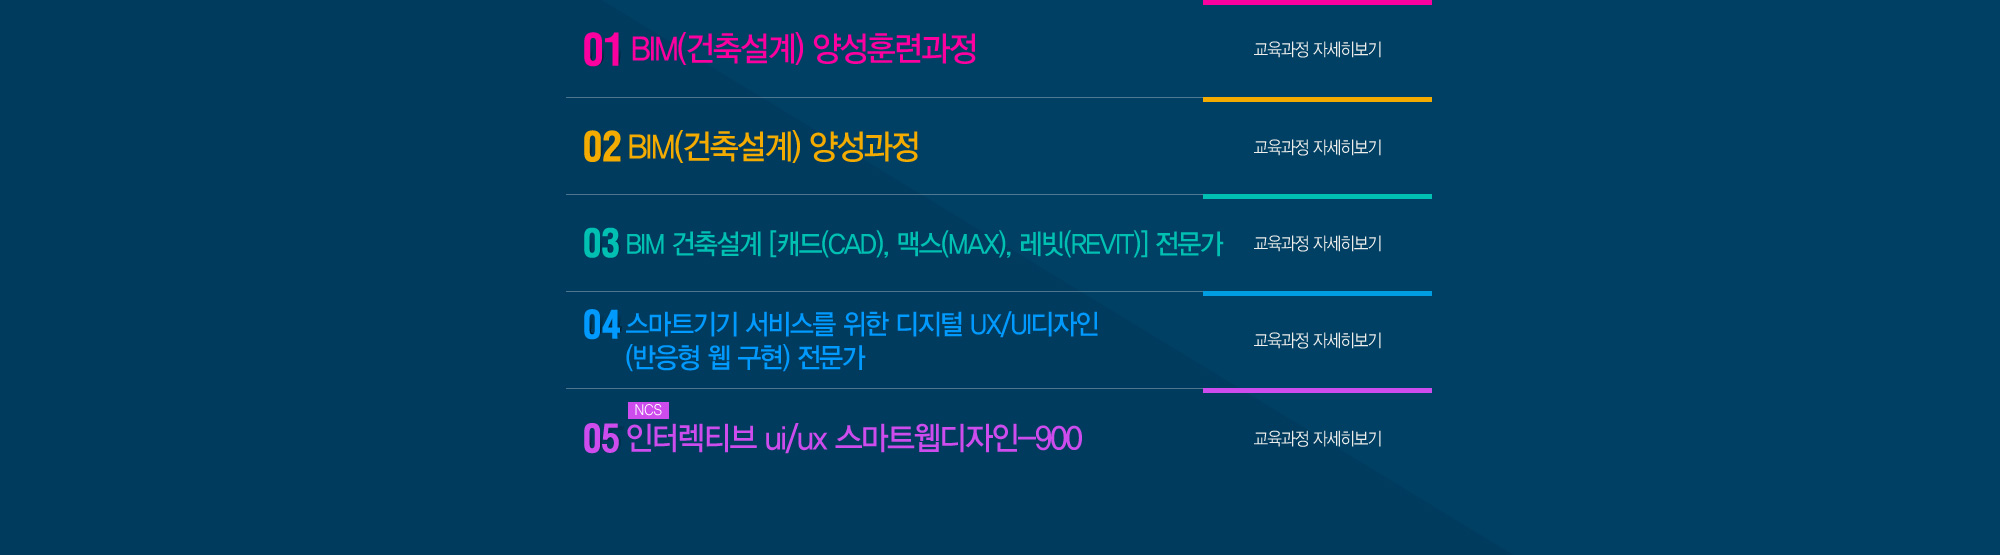 01 BIM(건축설계) 양성훈련과정 교육과정 자세히보기
02 BIM(건축설계) 양성과정 교육과정 자세히보기
03 BIM 건축설계 [캐드(CAD), 맥스(MAX), 레빗(REVIT)] 전문가 교육과정 자세히보기
04 스마트기기 서비스를 위한 디지털 UX/UI디자인
(반응형 웹 구현) 전문가 교육과정 자세히보기
NCS
05 인터렉티브 ui/ux 스마트웹디자인-900 교육과정 자세히보기